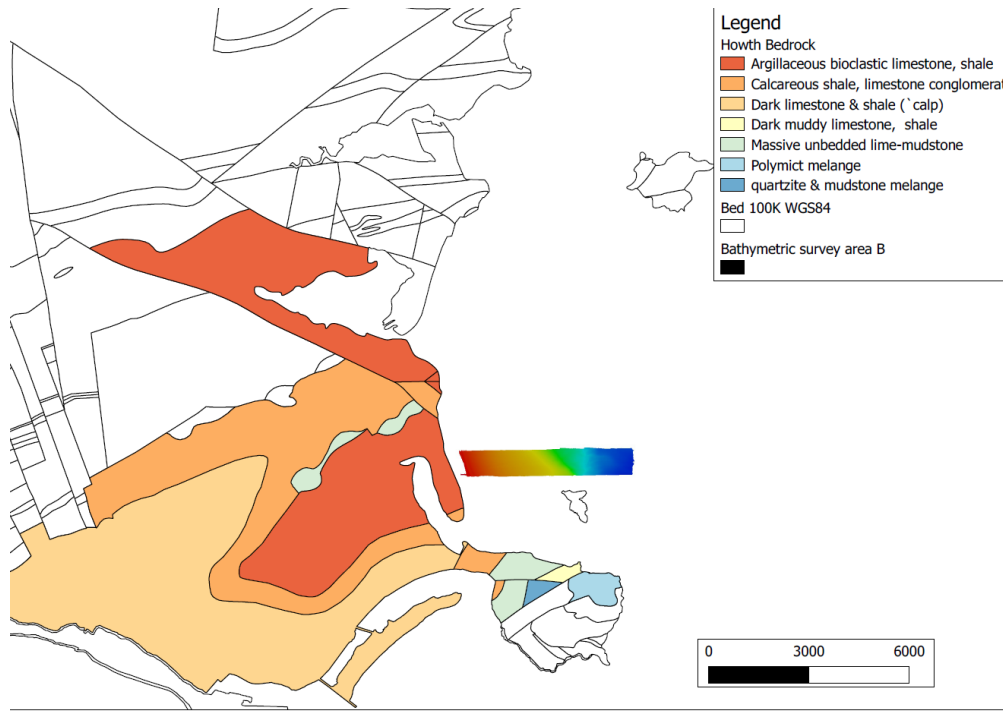 Legend
Howth Bedrock
Argillaceous bioclastic limestone, shale
Calcareous shale, limestone conglomerat
Dark limestone & shale (`calp)
Dark muddy limestone, shale
Massive unbedded lime-mudstone
Polymict melange
quartzite & mudstone melange
Bed 100K WGS84
Bathymetric survey area B
0 3000 6000